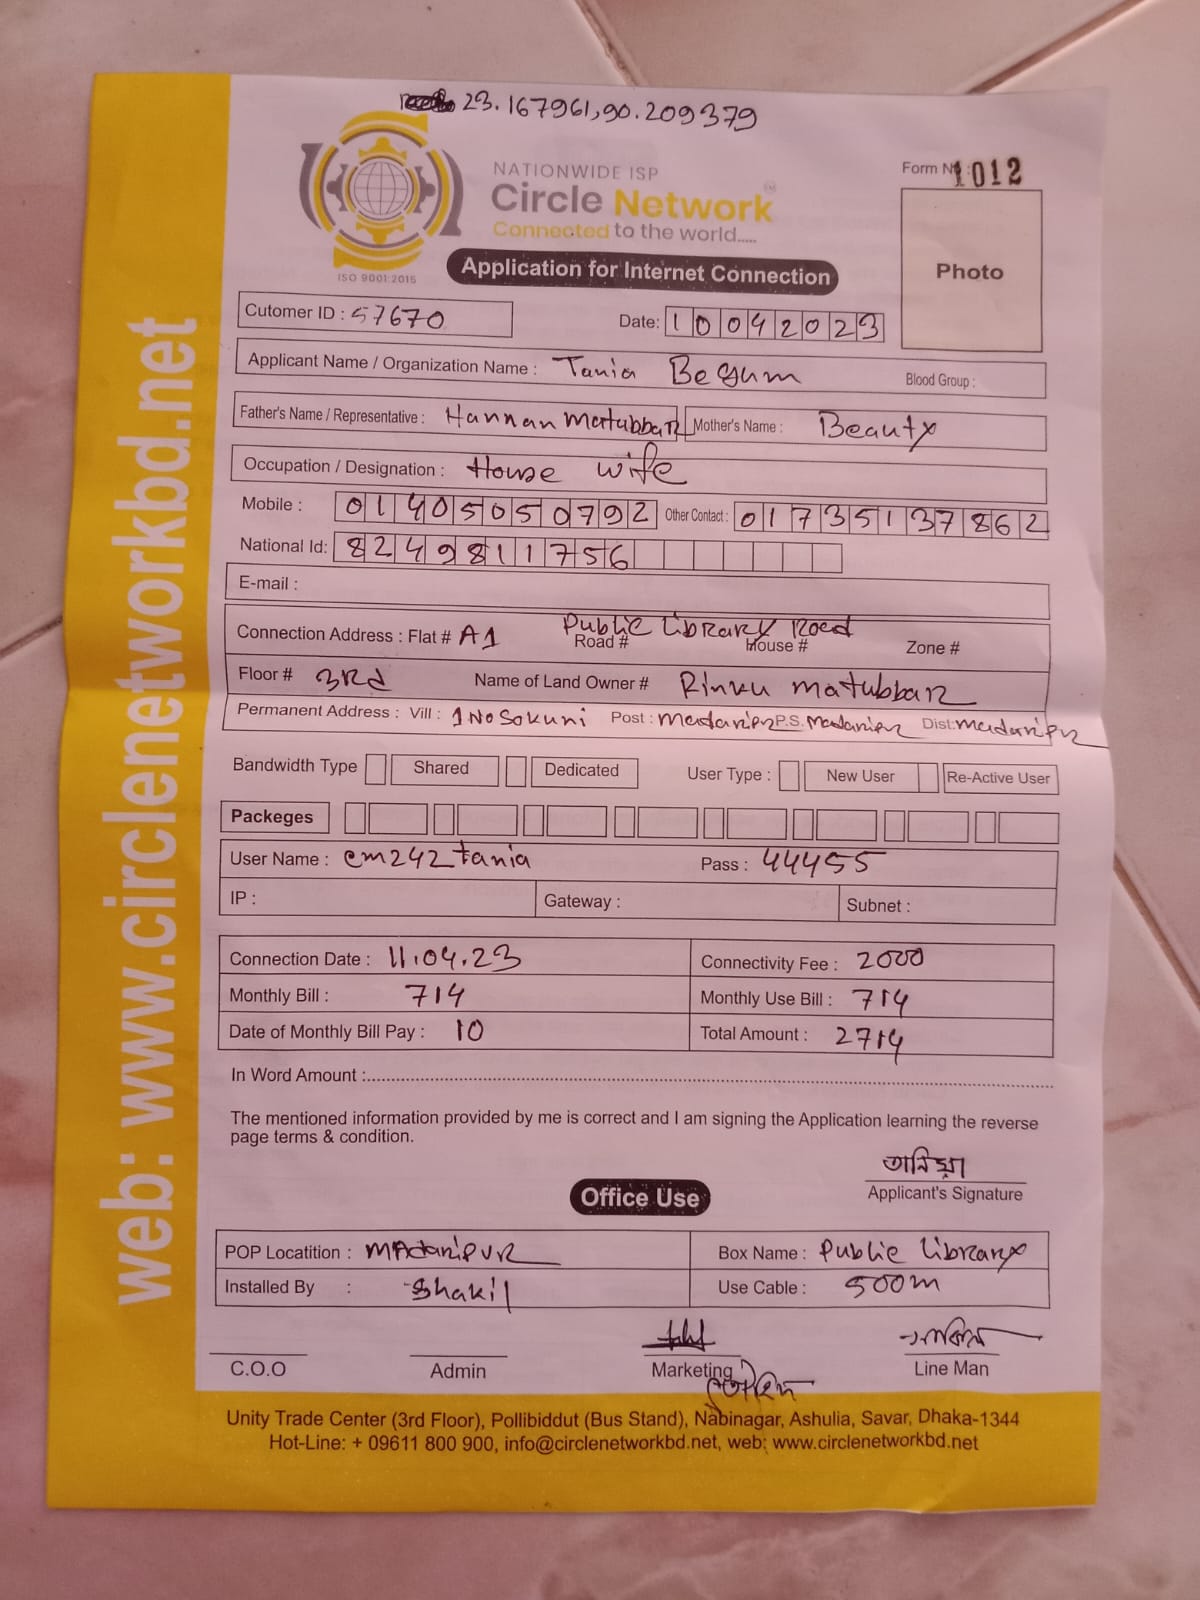 23.167961,90.209379
NATIONWIDE ISP
Form No: 1012
Circle Network TM
Connected to the world.....
ISO 9001:2015
Application for Internet Connection
Photo
Cutomer ID : 57670
Date: 10042023
Applicant Name / Organization Name : Tania Begum Blood Group :
Father's Name / Representative : Hannan Matubbar Mother's Name : Beauty
Occupation / Designation : House wife
Mobile : 01405050792 Other Contact : 01735137862
National Id: 8249811756
E-mail :
Connection Address : Flat # A1 Road # Public Library Road House # Zone #
Floor # 3Rd Name of Land Owner # Rinku Matubbar
Permanent Address : Vill : 1 No Sokuni Post : Madaripr P.S. Madaripr Dist: Madaripr
Bandwidth Type Shared Dedicated User Type : New User Re-Active User
Packeges
User Name : cm242tania Pass : 44455
IP : Gateway : Subnet :
Connection Date : 11.04.23 Connectivity Fee : 2000
Monthly Bill : 714 Monthly Use Bill : 714
Date of Monthly Bill Pay : 10 Total Amount : 2714
In Word Amount :
The mentioned information provided by me is correct and I am signing the Application learning the reverse
page terms & condition.
তানিয়া
Applicant's Signature
Office Use
POP Locatition : MAdaripur Box Name : Public Library
Installed By : Shakil Use Cable : 500m
C.O.O Admin Marketing Line Man
Unity Trade Center (3rd Floor), Pollibiddut (Bus Stand), Nabinagar, Ashulia, Savar, Dhaka-1344
Hot-Line: + 09611 800 900, info@circlenetworkbd.net, web: www.circlenetworkbd.net
web: www.circlenetworkbd.net